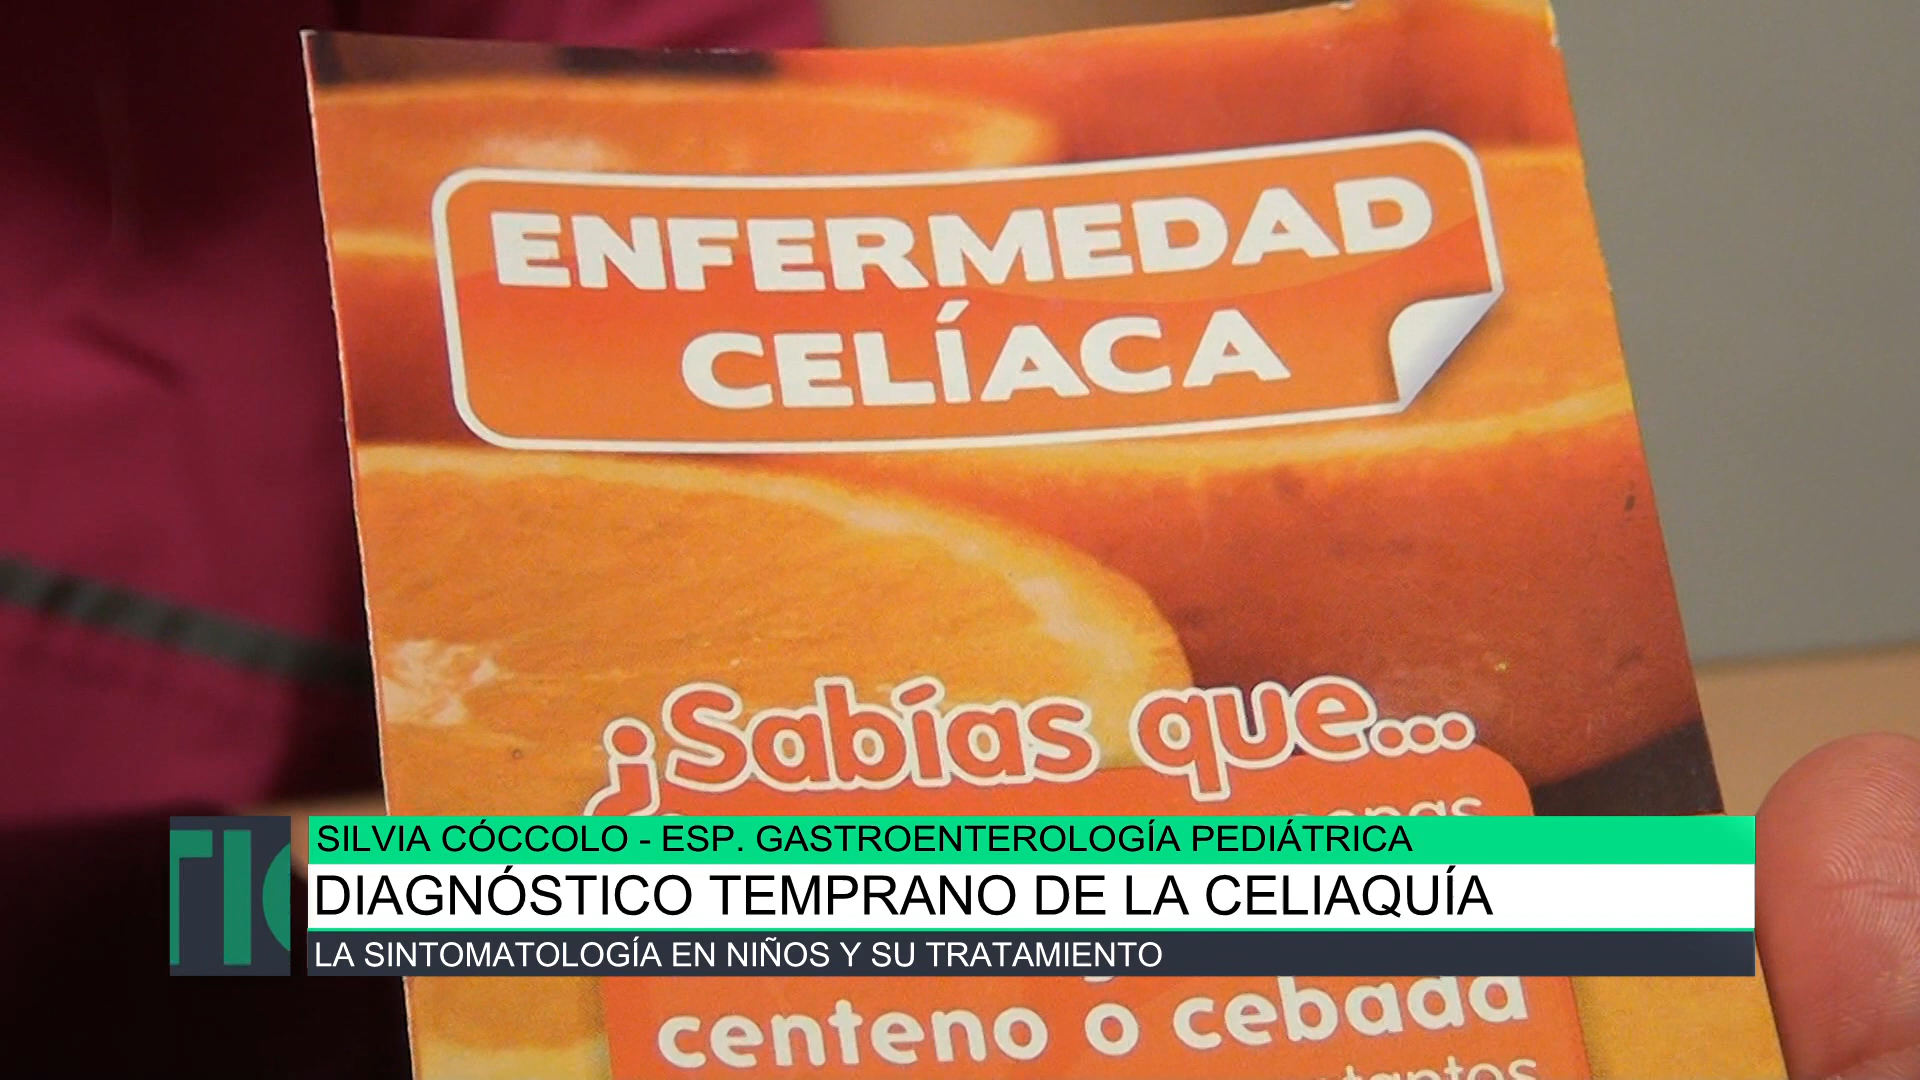 ENFERMEDAD
CELÍACA
¿Sabías que...
SILVIA CÓCCOLO - ESP. GASTROENTEROLOGÍA PEDIÁTRICA
DIAGNÓSTICO TEMPRANO DE LA CELIAQUÍA
LA SINTOMATOLOGÍA EN NIÑOS Y SU TRATAMIENTO
centeno o cebada